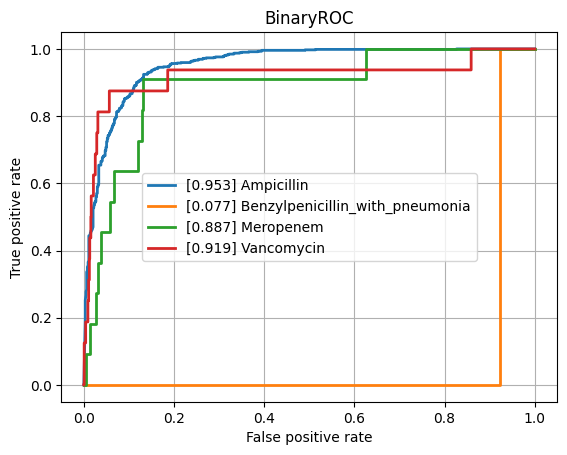 BinaryROC
1.0
0.8
0.6
0.4
0.2
0.0
True positive rate
[0.953] Ampicillin
[0.077] Benzylpenicillin_with_pneumonia
[0.887] Meropenem
[0.919] Vancomycin
0.0 0.2 0.4 0.6 0.8 1.0
False positive rate